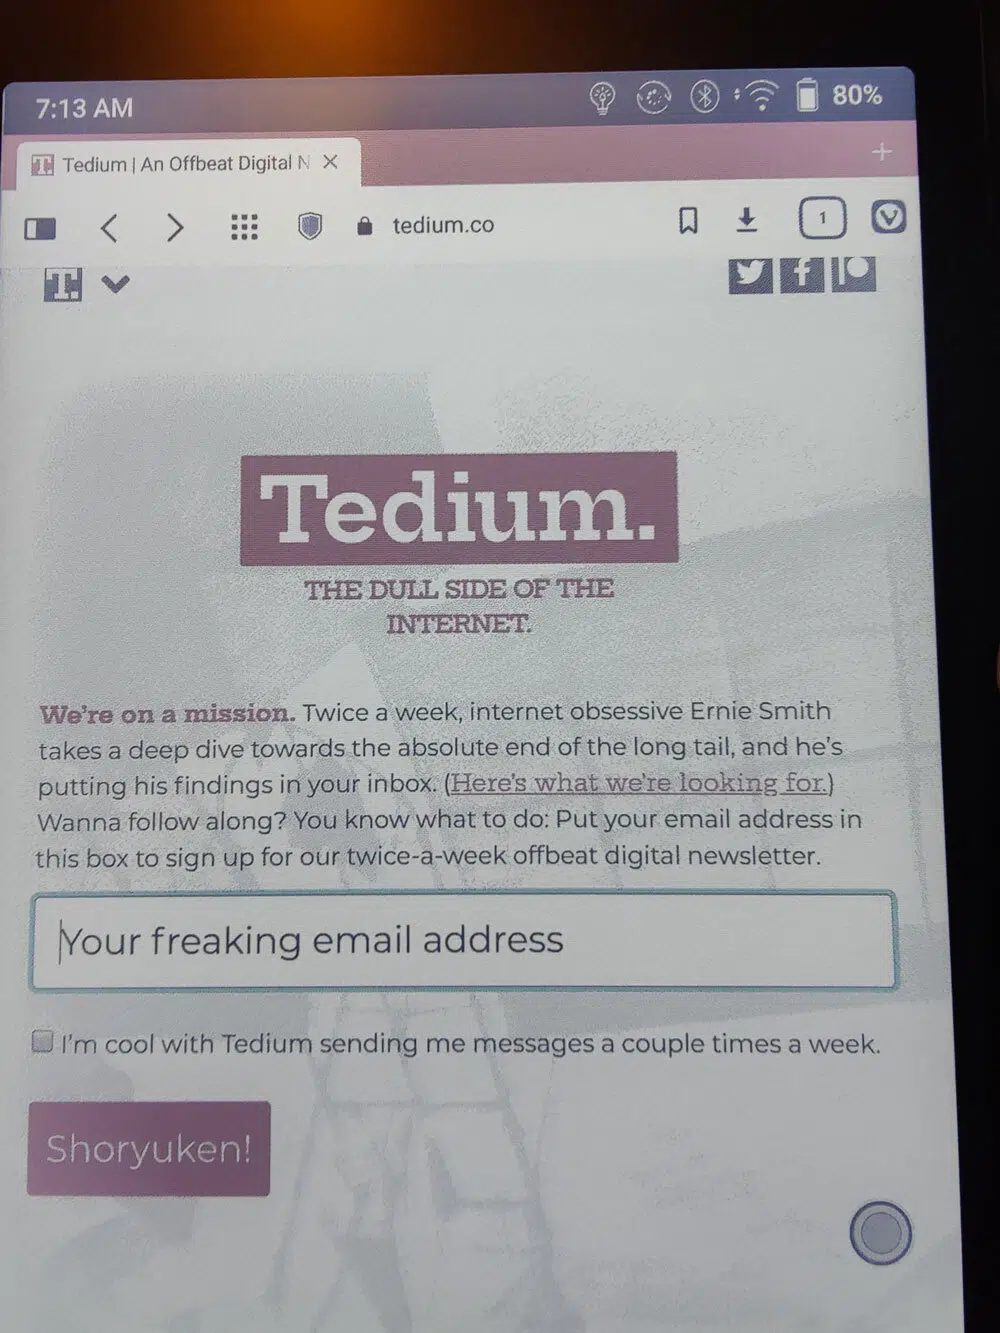 7:13 AM
80%
Tedium | An Offbeat Digital N
tedium.co
1
T.
Tedium.
THE DULL SIDE OF THE
INTERNET.
We're on a mission. Twice a week, internet obsessive Ernie Smith
takes a deep dive towards the absolute end of the long tail, and he's
putting his findings in your inbox. (Here's what we're looking for.)
Wanna follow along? You know what to do: Put your email address in
this box to sign up for our twice-a-week offbeat digital newsletter.
Your freaking email address
I'm cool with Tedium sending me messages a couple times a week.
Shoryuken!